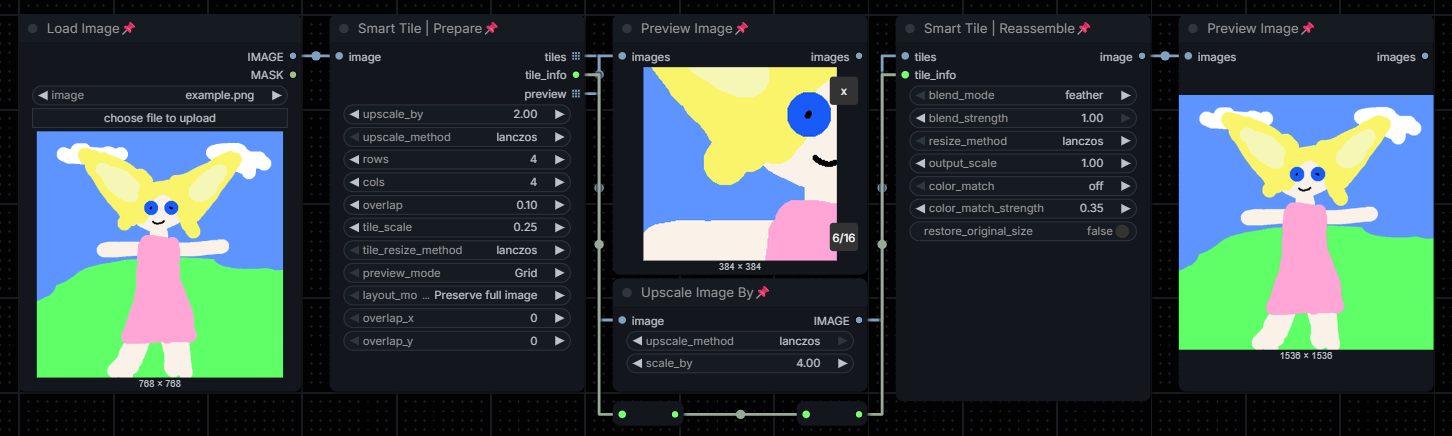 Load Image📌
IMAGE
MASK
image example.png
choose file to upload
768 × 768
Smart Tile | Prepare📌
image tiles
tile_info
preview
upscale_by 2.00
upscale_method lanczos
rows 4
cols 4
overlap 0.10
tile_scale 0.25
tile_resize_method lanczos
preview_mode Grid
layout_mo ... Preserve full image
overlap_x 0
overlap_y 0
Preview Image📌
images images
x
6/16
384 × 384
Upscale Image By📌
image IMAGE
upscale_method lanczos
scale_by 4.00
Smart Tile | Reassemble📌
tiles image
tile_info
blend_mode feather
blend_strength 1.00
resize_method lanczos
output_scale 1.00
color_match off
color_match_strength 0.35
restore_original_size false
Preview Image📌
images images
1536 × 1536